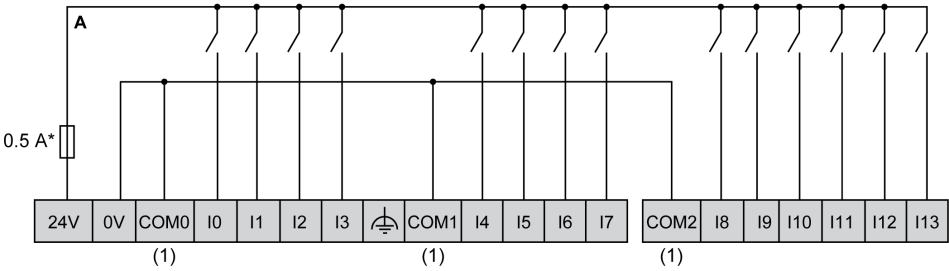 A
0.5 A*
24V 0V COM0 I0 I1 I2 I3 COM1 I4 I5 I6 I7 COM2 I8 I9 I10 I11 I12 I13
(1) (1) (1)